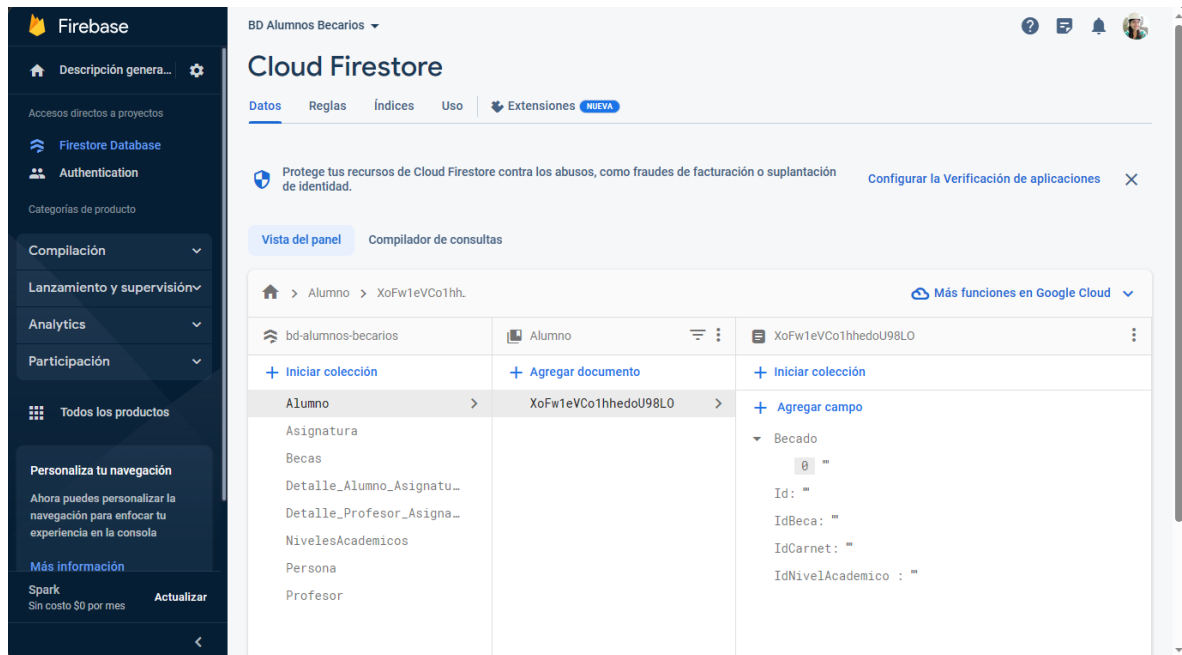 Firebase
Descripción genera...
Accesos directos a proyectos
Firestore Database
Authentication
Categorías de producto
Compilación
Lanzamiento y supervisión
Analytics
Participación
Todos los productos
Personaliza tu navegación
Ahora puedes personalizar la
navegación para enfocar tu
experiencia en la consola
Más información
Spark
Sin costo $0 por mes
Actualizar
BD Alumnos Becarios
Cloud Firestore
Datos Reglas Índices Uso Extensiones NUEVA
Protege tus recursos de Cloud Firestore contra los abusos, como fraudes de facturación o suplantación
de identidad.
Configurar la Verificación de aplicaciones
Vista del panel Compilador de consultas
Alumno > XoFw1eVCo1hh..
Más funciones en Google Cloud
bd-alumnos-becarios
Iniciar colección
Alumno
Asignatura
Becas
Detalle_Alumno_Asignatu…
Detalle_Profesor_Asigna…
NivelesAcademicos
Persona
Profesor
Alumno
Agregar documento
XoFw1eVCo1hhedoU98LO
XoFw1eVCo1hhedoU98LO
Iniciar colección
Agregar campo
Becado
0 ""
Id: ""
IdBeca: ""
IdCarnet: ""
IdNivelAcademico : ""